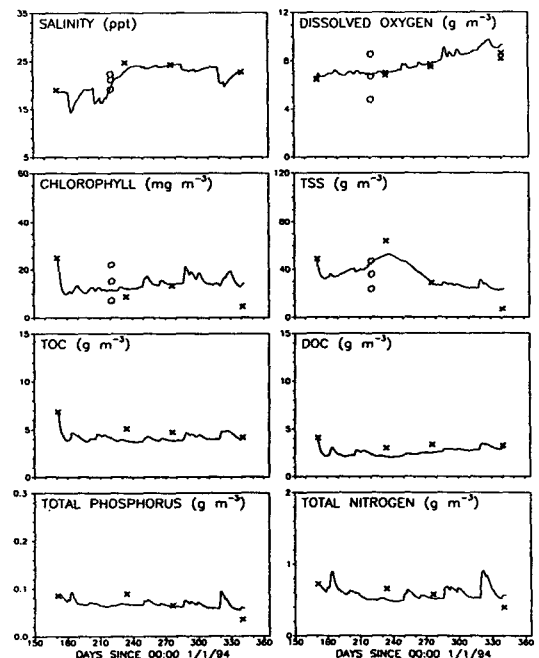 SALINITY (ppt)
35
25
15
5
DISSOLVED OXYGEN (g m⁻³)
12
8
4
0
CHLOROPHYLL (mg m⁻³)
60
40
20
0
TSS (g m⁻³)
120
80
40
0
TOC (g m⁻³)
15
10
5
0
DOC (g m⁻³)
15
10
5
0
TOTAL PHOSPHORUS (g m⁻³)
0.3
0.2
0.1
0.0
150 180 210 240 270 300 330 360
DAYS SINCE 00:00 1/1/94
TOTAL NITROGEN (g m⁻³)
2
1
0
150 180 210 240 270 300 330 360
DAYS SINCE 00:00 1/1/94